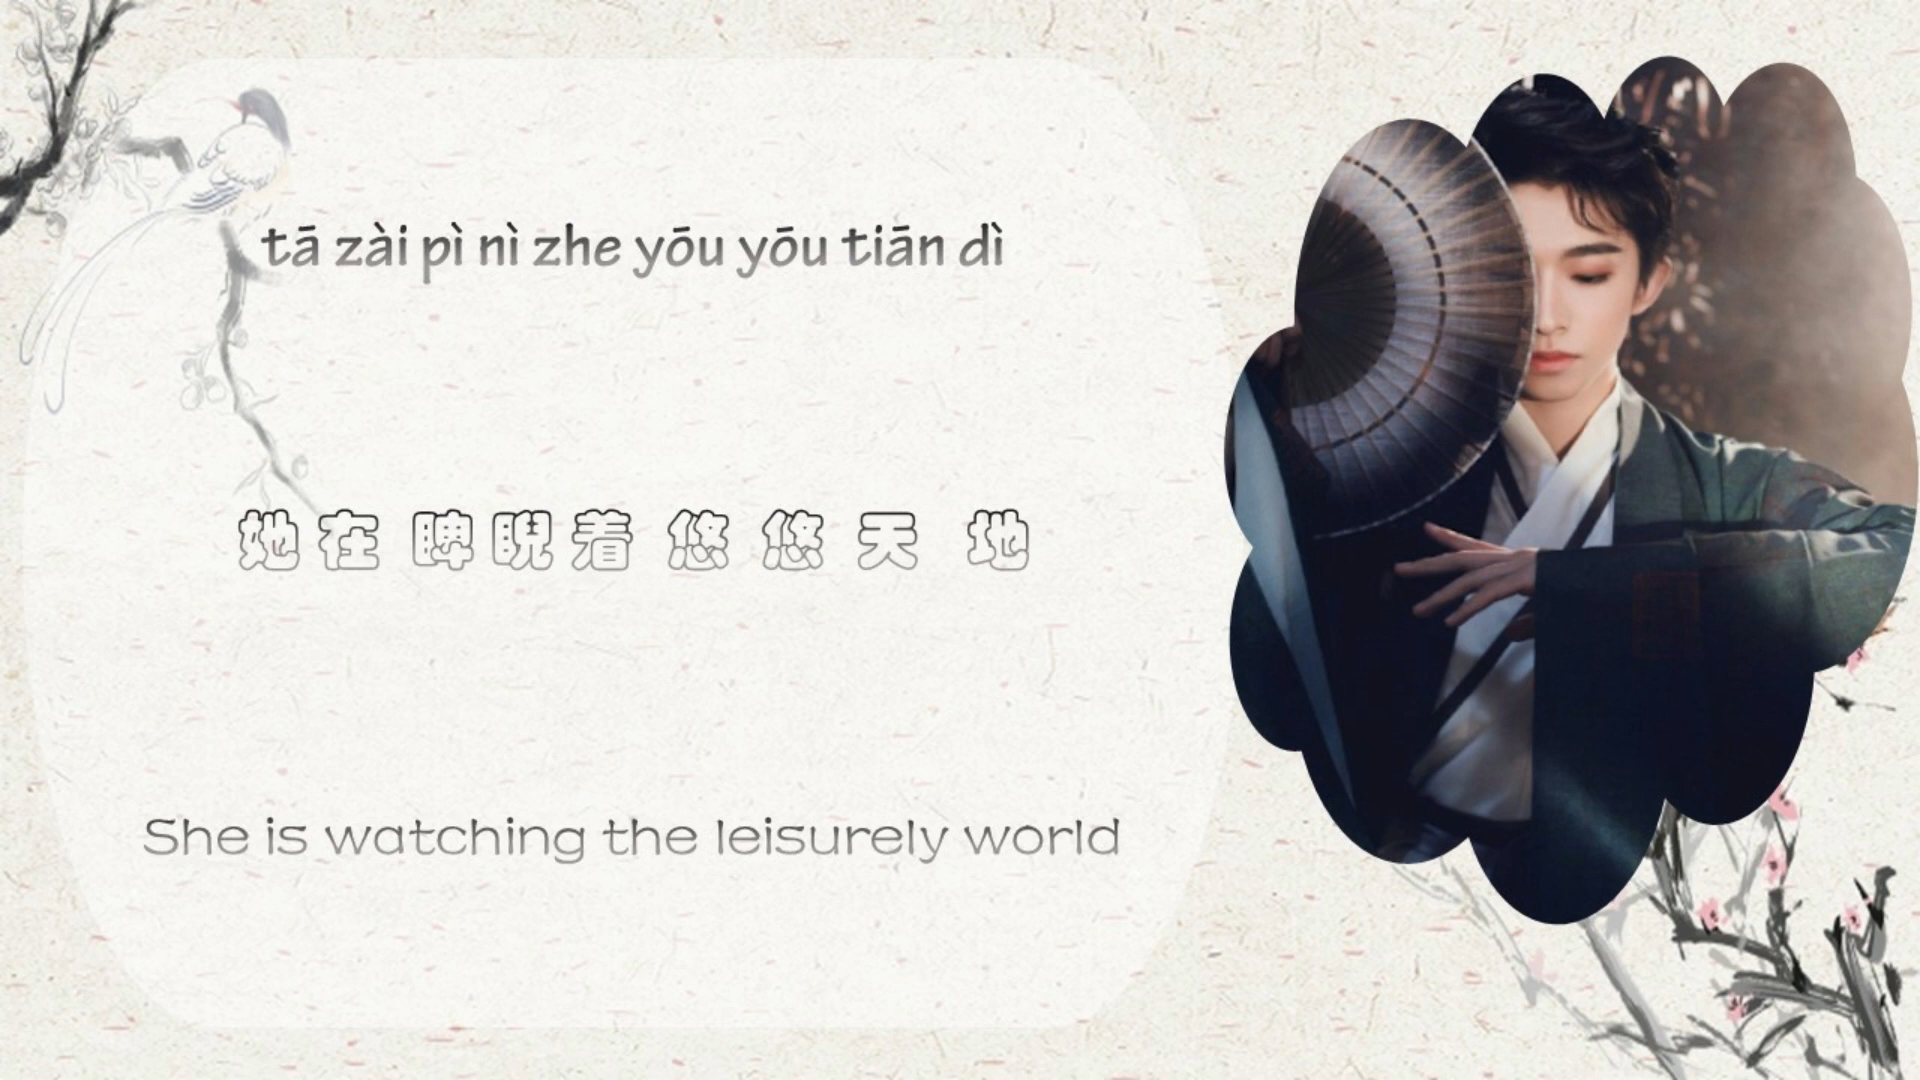 tā zài pì nì zhe yōu yōu tiān dì
她在 睥睨着 悠 悠 天 地
She is watching the leisurely world